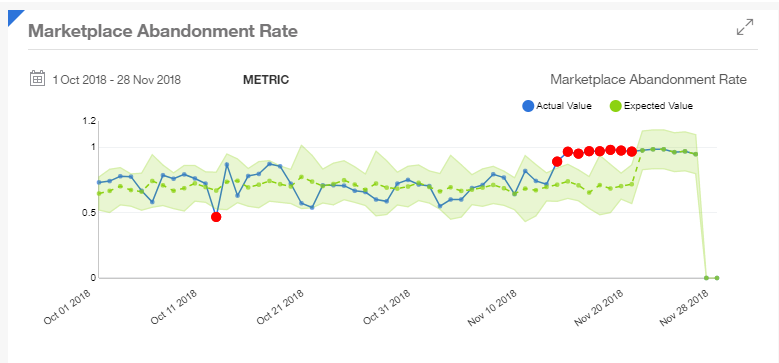 Marketplace Abandonment Rate
1 Oct 2018 - 28 Nov 2018 METRIC Marketplace Abandonment Rate
Actual Value Expected Value
1.2
1
0.5
0
Oct 01 2018 Oct 11 2018 Oct 21 2018 Oct 31 2018 Nov 10 2018 Nov 20 2018 Nov 28 2018